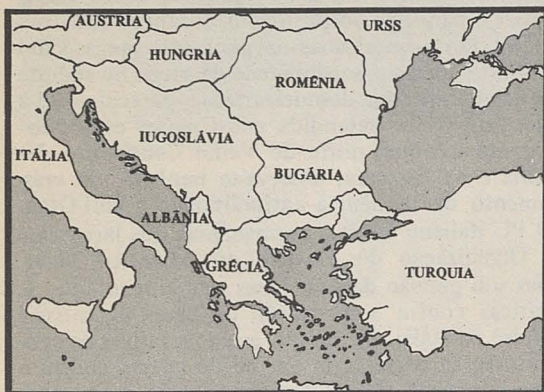 AUSTRIA
URSS
HUNGRIA
ROMÊNIA
IUGOSLÁVIA
ITÁLIA
BUGÁRIA
ALBÂNIA
GRÉCIA
TURQUIA